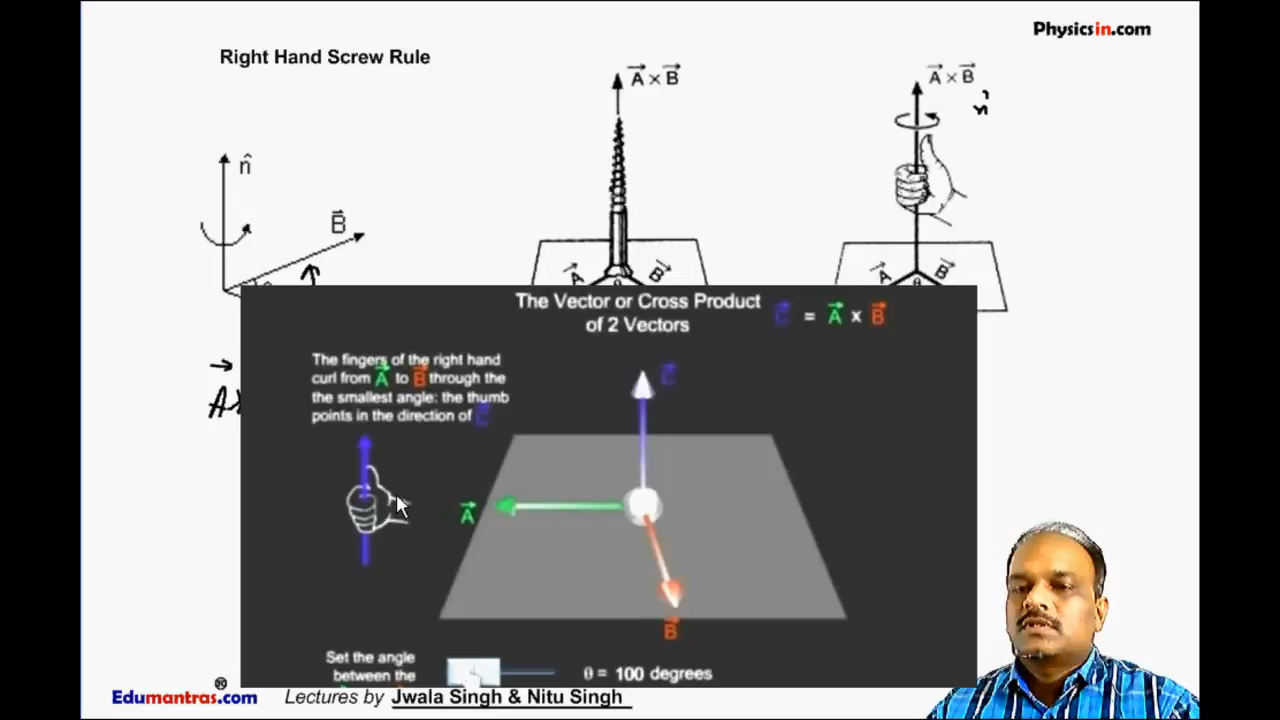 Physicsin.com
Right Hand Screw Rule
A × B
A × B
n̂
n̂
B
A
B
θ
A
B
θ
A×
The Vector or Cross Product
of 2 Vectors
C = A x B
The fingers of the right hand
curl from A to B through the
the smallest angle: the thumb
points in the direction of C
C
A
B
Set the angle
between the
θ = 100 degrees
®
Edumantras.com
Lectures by Jwala Singh & Nitu Singh